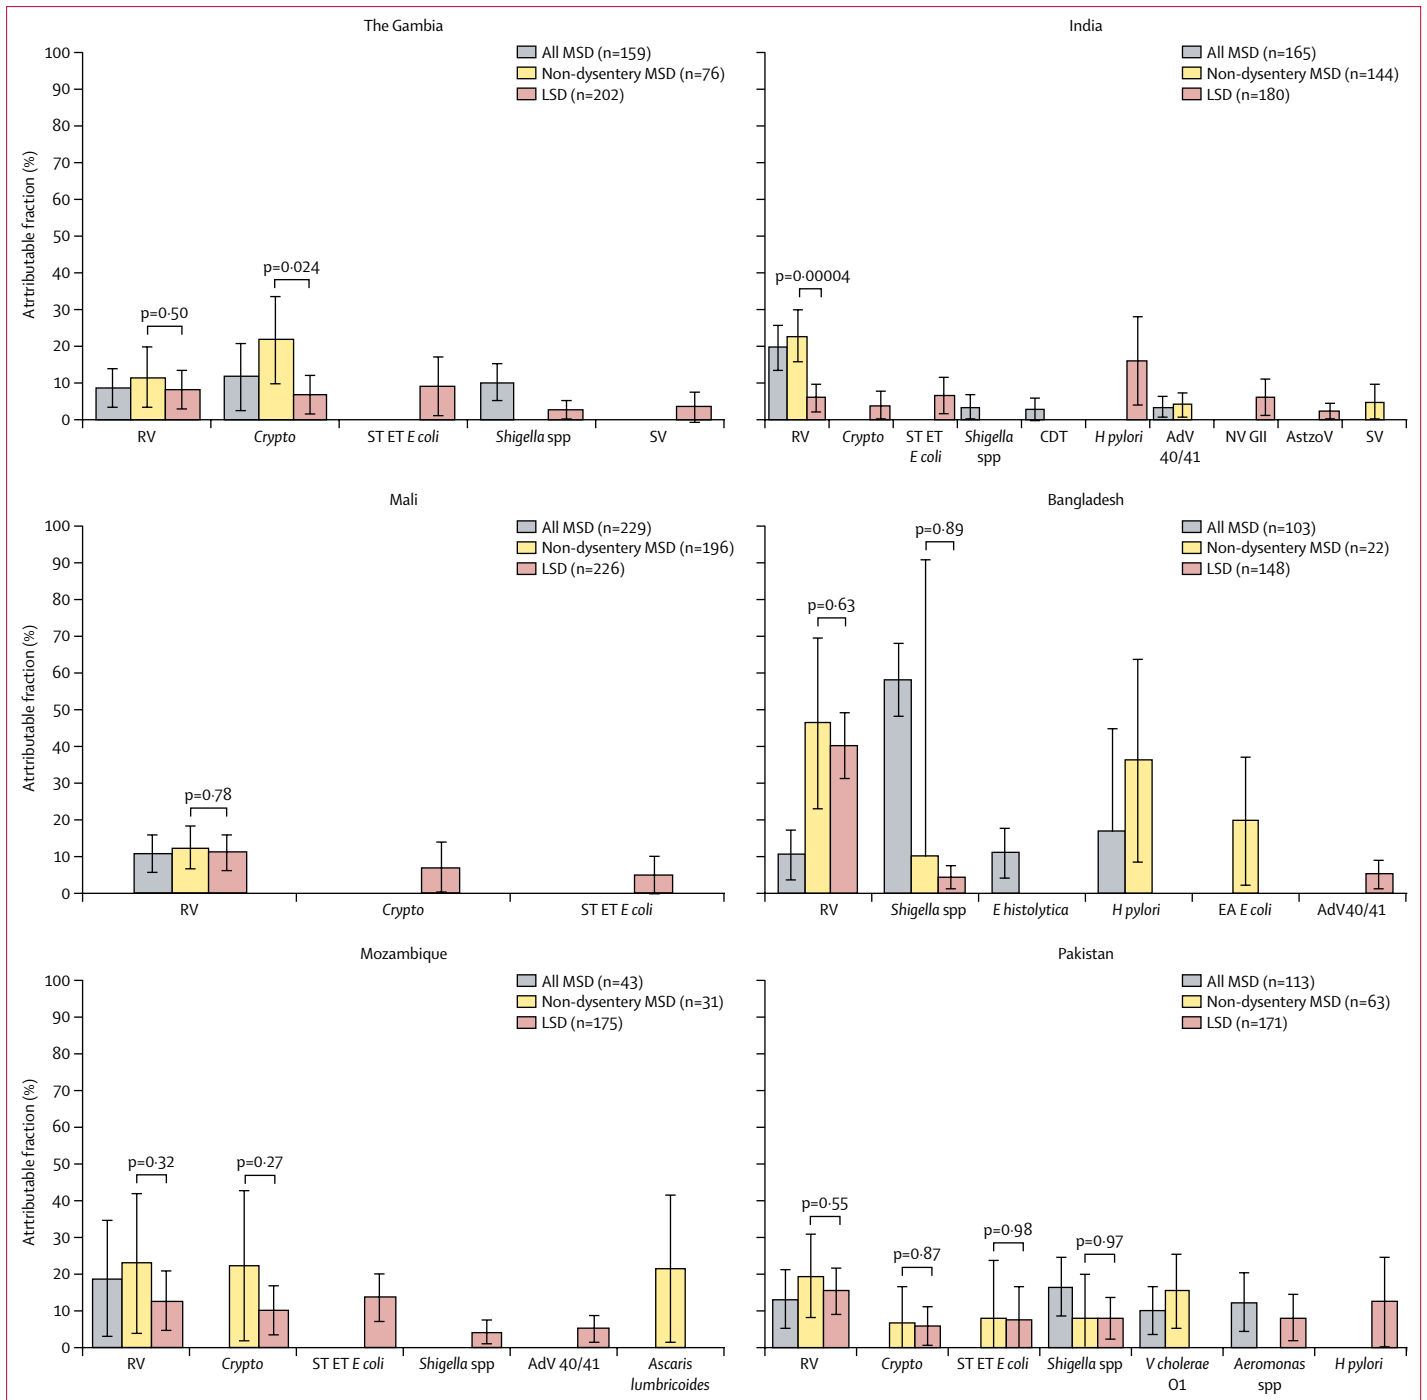 The Gambia
All MSD (n=159)
Non-dysentery MSD (n=76)
LSD (n=202)
Atrtributable fraction (%)
100
90
80
70
60
50
40
30
20
10
0
p=0·50
p=0·024
RV
Crypto
ST ET E coli
Shigella spp
SV
India
All MSD (n=165)
Non-dysentery MSD (n=144)
LSD (n=180)
p=0·00004
RV
Crypto
ST ET
E coli
Shigella
spp
CDT
H pylori
AdV
40/41
NV GII
AstzoV
SV
Mali
All MSD (n=229)
Non-dysentery MSD (n=196)
LSD (n=226)
Atrtributable fraction (%)
100
90
80
70
60
50
40
30
20
10
0
p=0·78
RV
Crypto
ST ET E coli
Bangladesh
All MSD (n=103)
Non-dysentery MSD (n=22)
LSD (n=148)
p=0·63
p=0·89
RV
Shigella spp
E histolytica
H pylori
EA E coli
AdV40/41
Mozambique
All MSD (n=43)
Non-dysentery MSD (n=31)
LSD (n=175)
Atrtributable fraction (%)
100
90
80
70
60
50
40
30
20
10
0
p=0·32
p=0·27
RV
Crypto
ST ET E coli
Shigella spp
AdV 40/41
Ascaris
lumbricoides
Pakistan
All MSD (n=113)
Non-dysentery MSD (n=63)
LSD (n=171)
p=0·55
p=0·87
p=0·98
p=0·97
RV
Crypto
ST ET E coli
Shigella spp
V cholerae
O1
Aeromonas
spp
H pylori